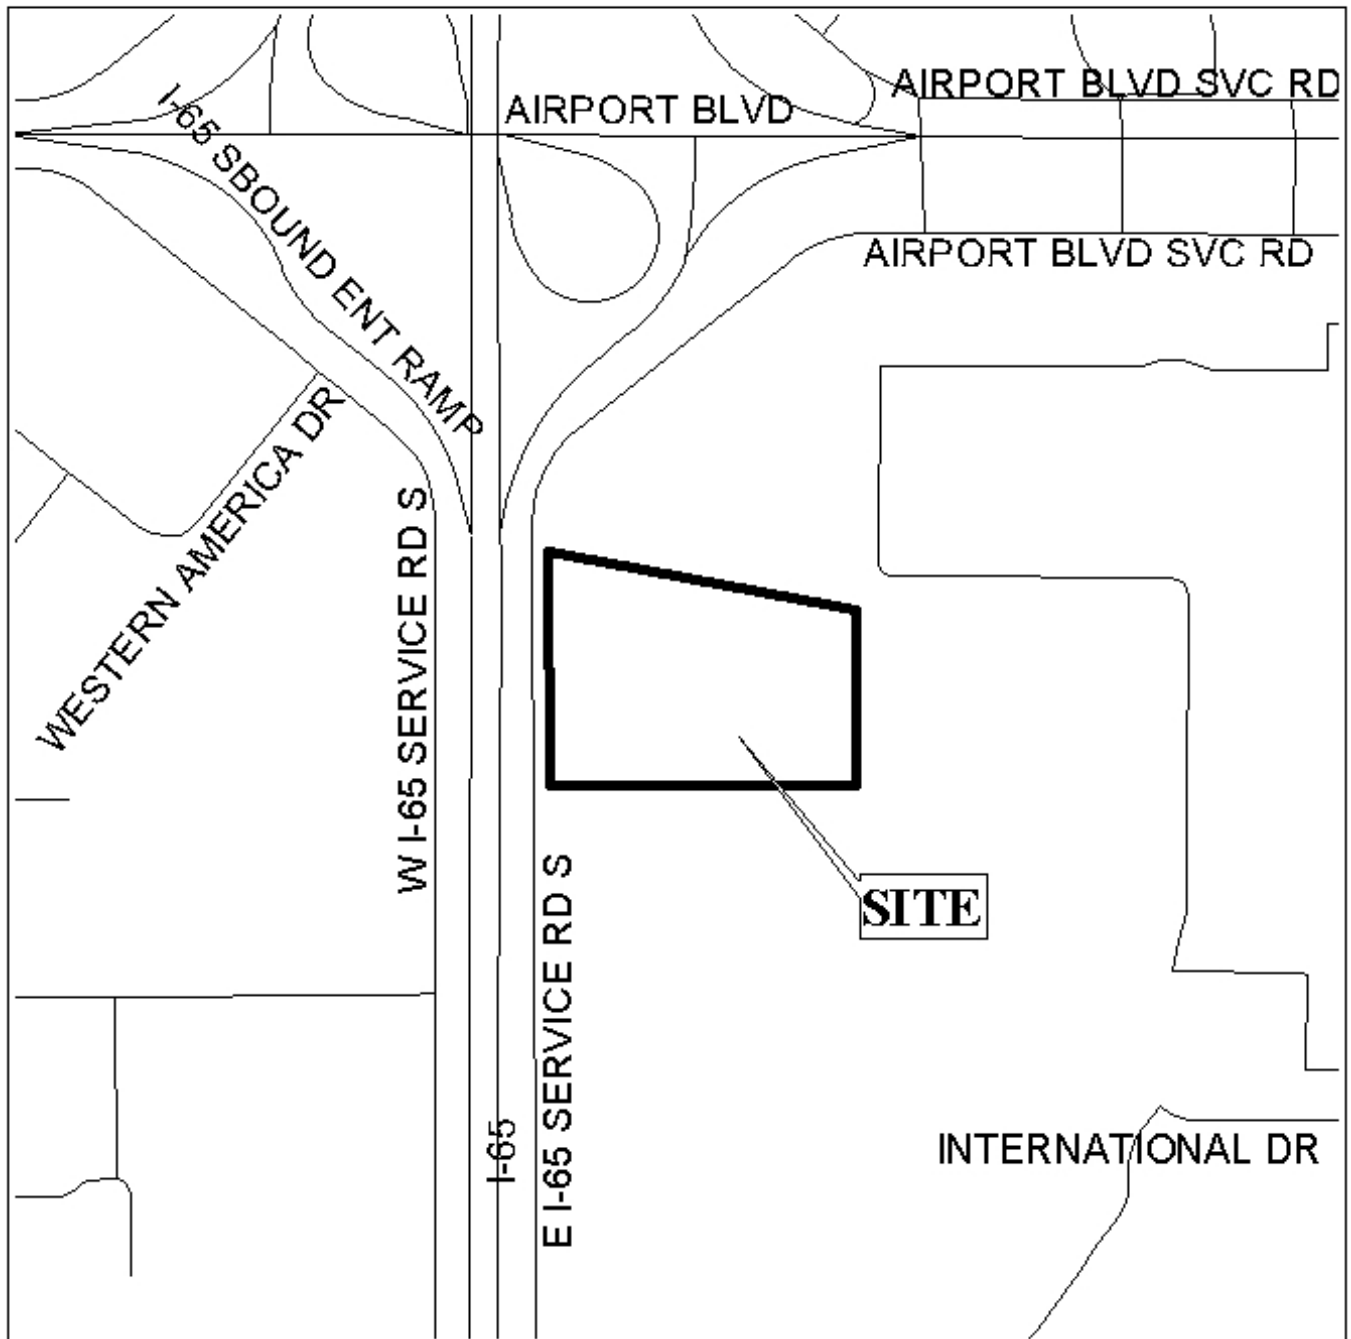 AIRPORT BLVD SVC RD
AIRPORT BLVD
I-65 SBOUND ENT RAMP
AIRPORT BLVD SVC RD
WESTERN AMERICA DR
W I-65 SERVICE RD S
SITE
E I-65 SERVICE RD S
I-65
INTERNATIONAL DR